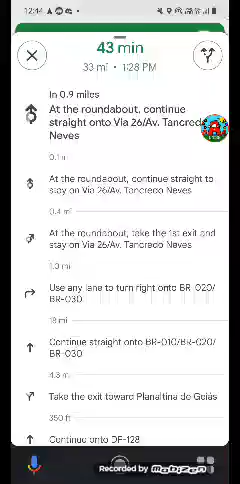 12:44
43 min
33 mi • 1:28 PM
In 0.9 miles
At the roundabout, continue
straight onto Via 26/Av. Tancredo
Neves
0.1 mi
At the roundabout, continue straight to
stay on Via 26/Av. Tancredo Neves
0.4 mi
At the roundabout, take the 1st exit and
stay on Via 26/Av. Tancredo Neves
1.0 mi
Use any lane to turn right onto BR-020/
BR-030
18 mi
Continue straight onto BR-010/BR-020/
BR-030
4.3 mi
Take the exit toward Planaltina de Goiás
350 ft
Continue onto DF-128
Recorded by mobizen